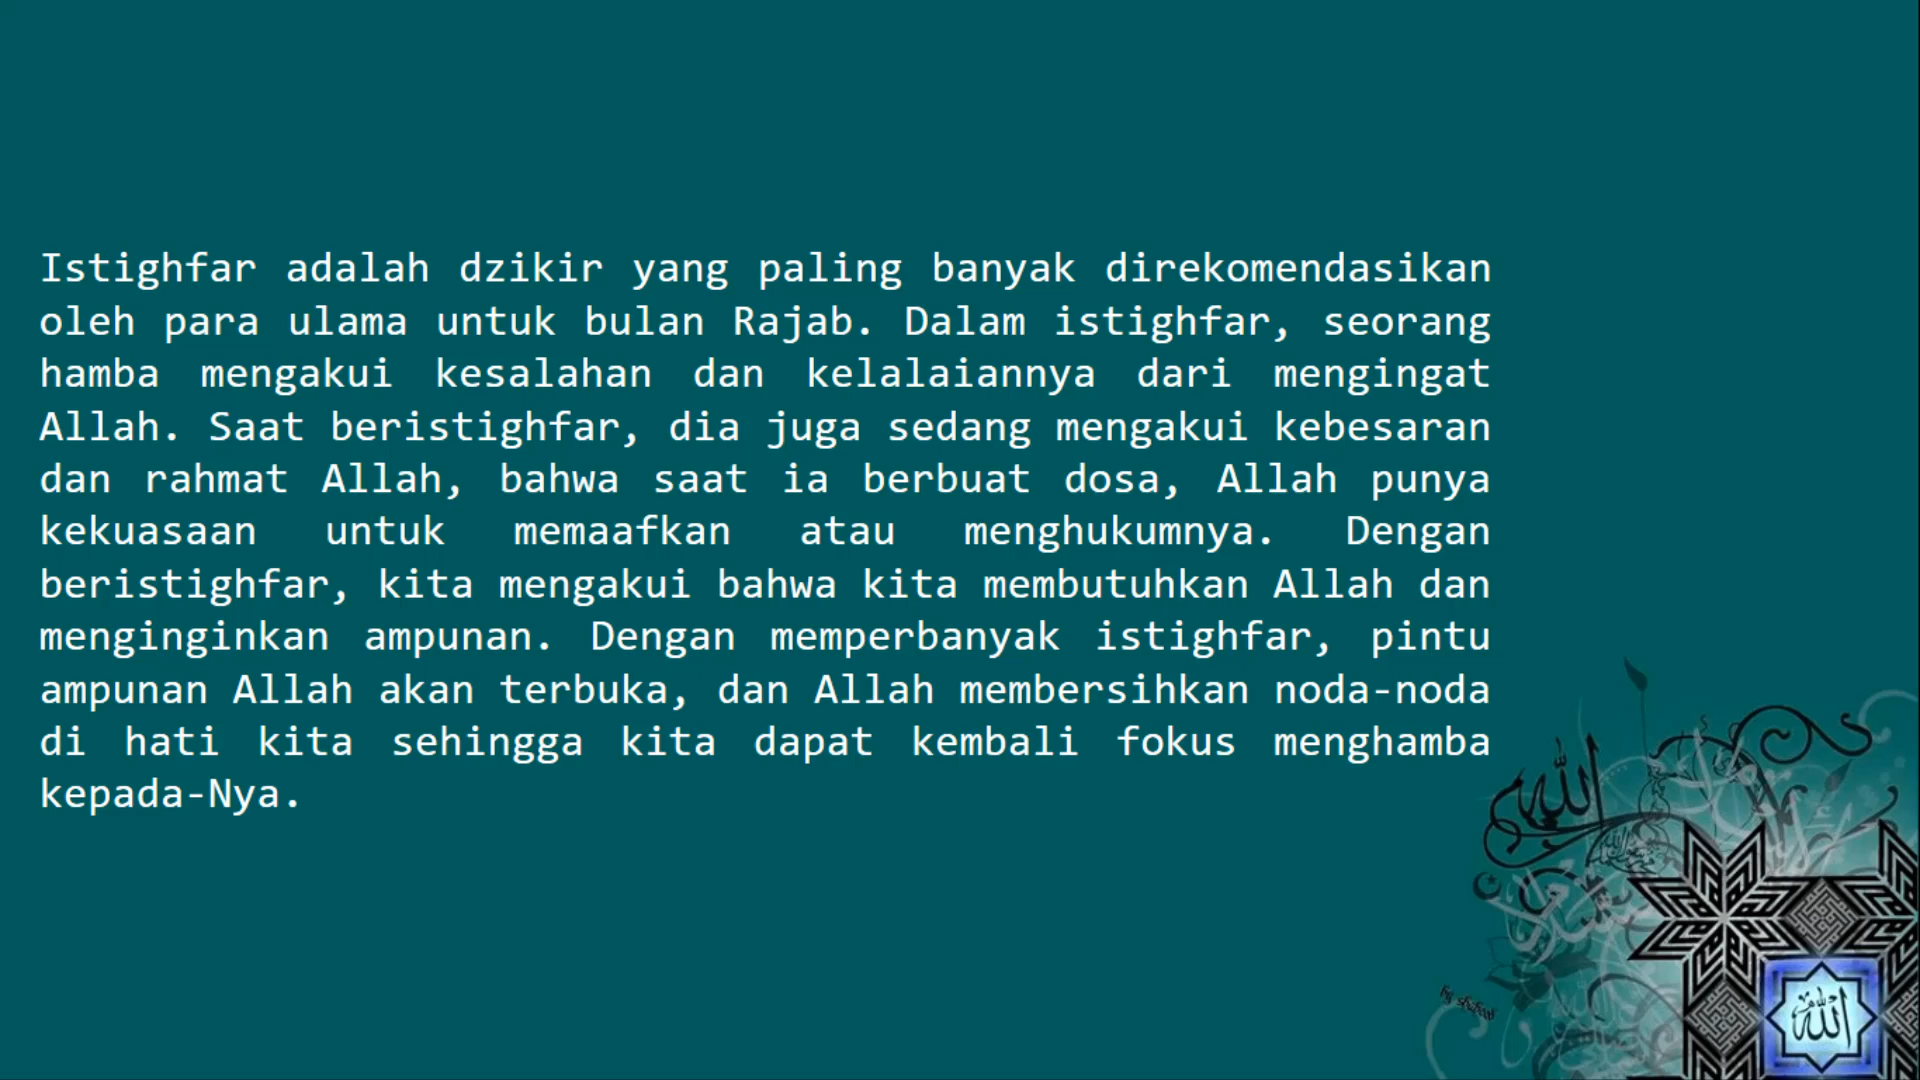 Istighfar adalah dzikir yang paling banyak direkomendasikan
oleh para ulama untuk bulan Rajab. Dalam istighfar, seorang
hamba mengakui kesalahan dan kelalaiannya dari mengingat
Allah. Saat beristighfar, dia juga sedang mengakui kebesaran
dan rahmat Allah, bahwa saat ia berbuat dosa, Allah punya
kekuasaan untuk memaafkan atau menghukumnya. Dengan
beristighfar, kita mengakui bahwa kita membutuhkan Allah dan
menginginkan ampunan. Dengan memperbanyak istighfar, pintu
ampunan Allah akan terbuka, dan Allah membersihkan noda-noda
di hati kita sehingga kita dapat kembali fokus menghamba
kepada-Nya.
الله
الله